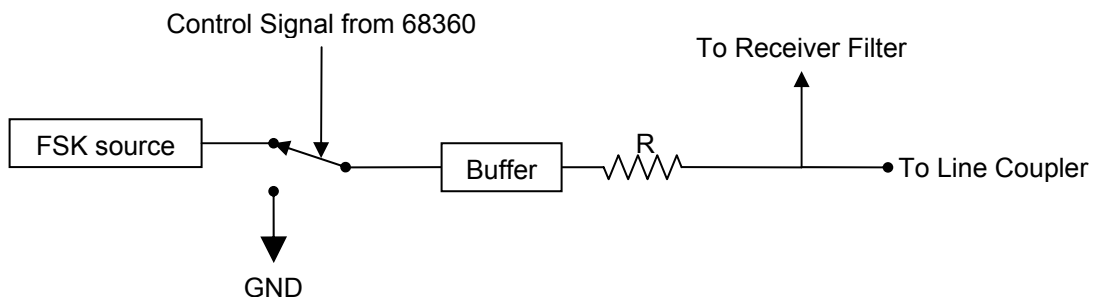 Control Signal from 68360
To Receiver Filter
FSK source
R
Buffer
To Line Coupler
GND